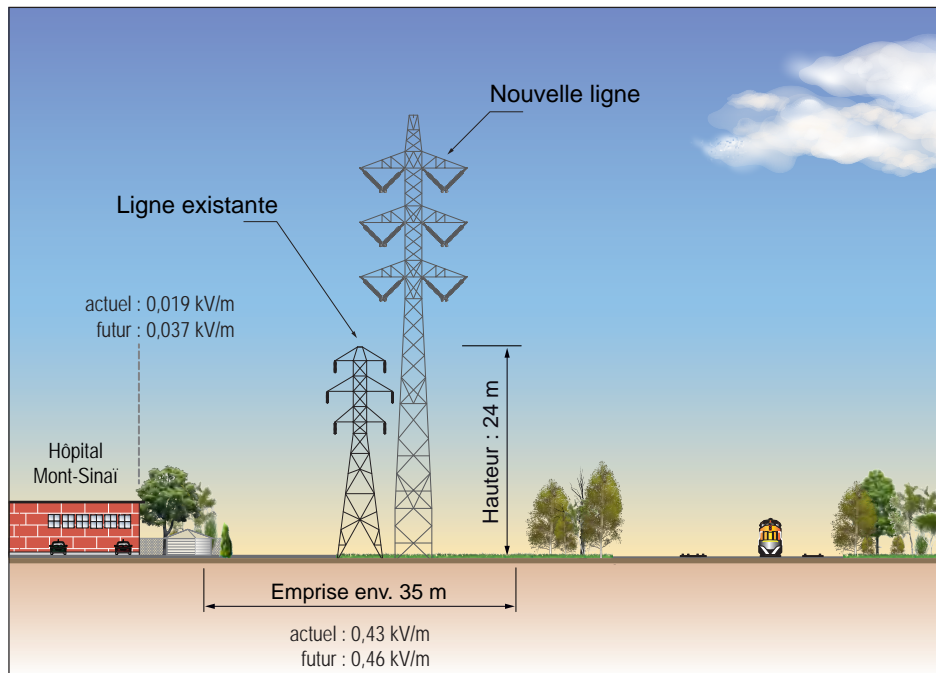 Nouvelle ligne
Ligne existante
actuel : 0,019 kV/m
futur : 0,037 kV/m
Hôpital
Mont-Sinaï
Hauteur : 24 m
Emprise env. 35 m
actuel : 0,43 kV/m
futur : 0,46 kV/m